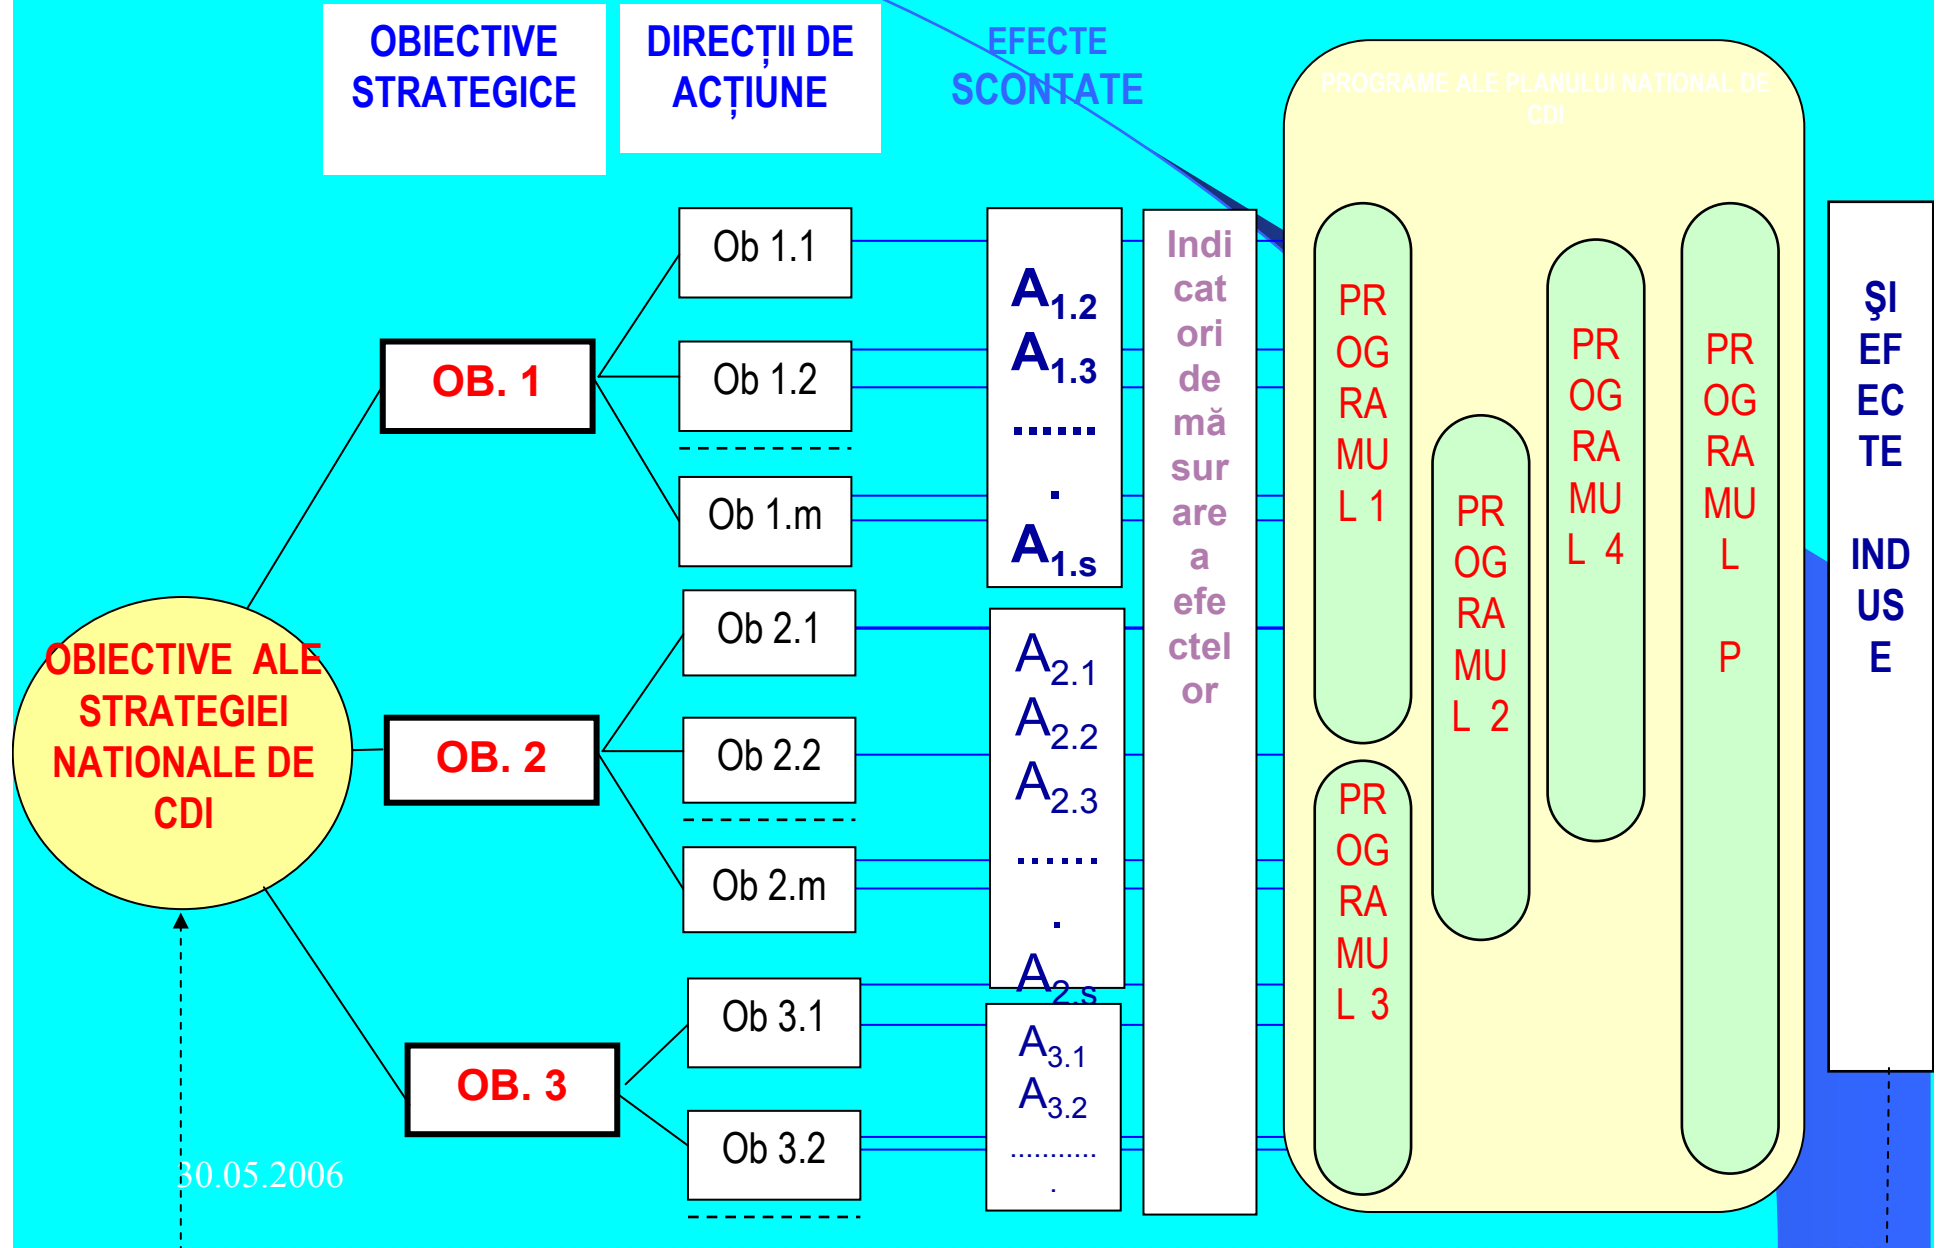 OBIECTIVE
STRATEGICE
DIRECȚII DE
ACȚIUNE
EFECTE
SCONTATE
PROGRAME ALE PLANULUI NATIONAL DE
CDI
OBIECTIVE ALE
STRATEGIEI
NATIONALE DE
CDI
OB. 1
OB. 2
OB. 3
Ob 1.1
Ob 1.2
Ob 1.m
Ob 2.1
Ob 2.2
Ob 2.m
Ob 3.1
Ob 3.2
A1.2
A1.3
......
.
A1.s
A2.1
A2.2
A2.3
......
.
A2.s
A3.1
A3.2
...........
.
Indi
cat
ori
de
mă
sur
are
a
efe
ctel
or
PR
OG
RA
MU
L 1
PR
OG
RA
MU
L 3
PR
OG
RA
MU
L 2
PR
OG
RA
MU
L 4
PR
OG
RA
MU
L
P
ŞI
EF
EC
TE
IND
US
E
30.05.2006